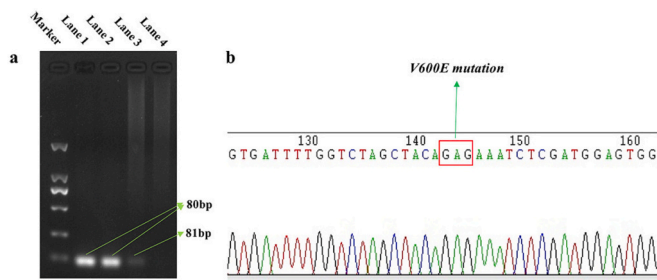 a
Marker
Lane 1
Lane 2
Lane 3
Lane 4
80bp
81bp
b
V600E mutation
130 140 150 160
GTGATTTTGGTCTAGCTACAGAGAAATCTCGATGGAGTGG